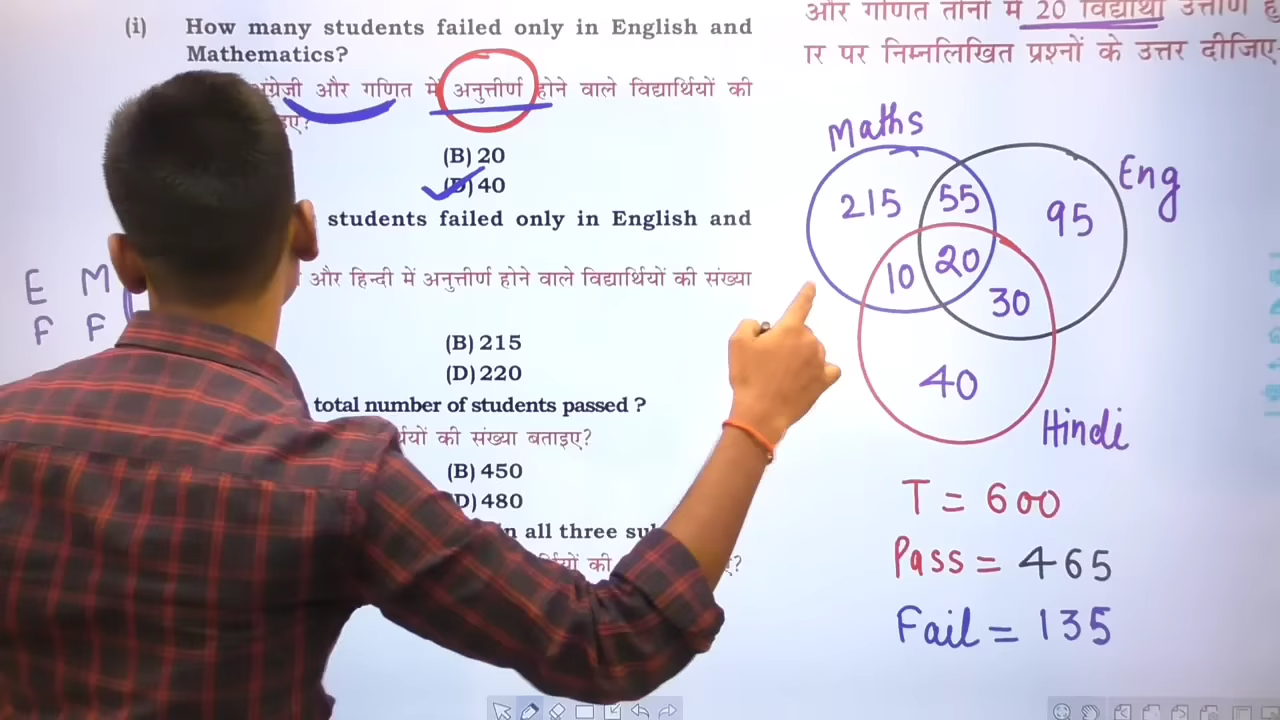 (i) How many students failed only in English and
Mathematics?
और गणित में अनुत्तीर्ण होने वाले विद्यार्थियों की
(B) 20
(D) 40
students failed only in English and
और हिन्दी में अनुत्तीर्ण होने वाले विद्यार्थियों की संख्या
(B) 215
(D) 220
total number of students passed ?
की संख्या बताइए?
(B) 450
D) 480
in all three
की
E M
F F
और गणित तीनों में 20 विद्यार्थी उत्तीर्ण
पर निम्नलिखित प्रश्नों के उत्तर दीजिए
Maths
Eng
215 55 95
10 20 30
40
Hindi
T = 600
Pass = 465
Fail = 135